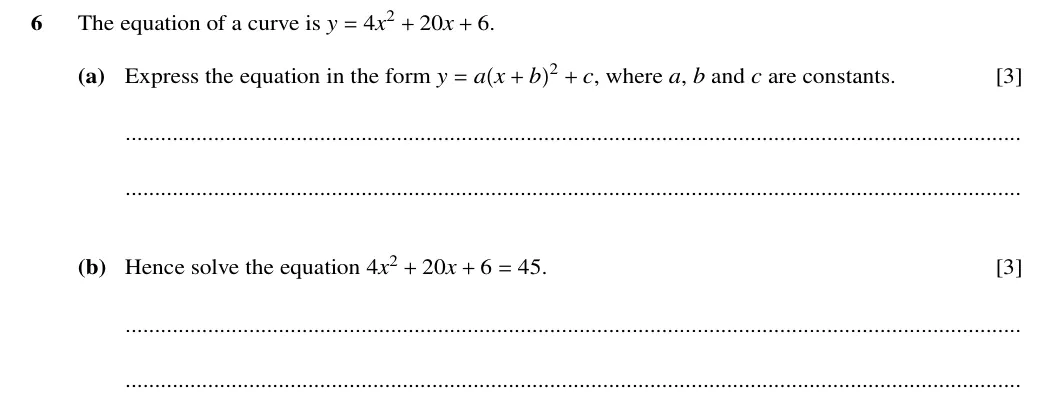 6 The equation of a curve is y = 4x² + 20x + 6.
(a) Express the equation in the form y = a(x + b)² + c, where a, b and c are constants. [3]
(b) Hence solve the equation 4x² + 20x + 6 = 45. [3]